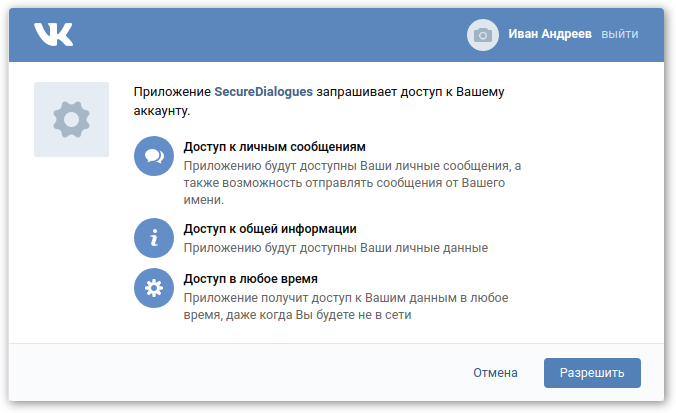 VK
Иван Андреев выйти
Приложение SecureDialogues запрашивает доступ к Вашему
аккаунту.
Доступ к личным сообщениям
Приложению будут доступны Ваши личные сообщения, а
также возможность отправлять сообщения от Вашего
имени.
Доступ к общей информации
Приложению будут доступны Ваши личные данные
Доступ в любое время
Приложение получит доступ к Вашим данным в любое
время, даже когда Вы будете не в сети
Отмена Разрешить